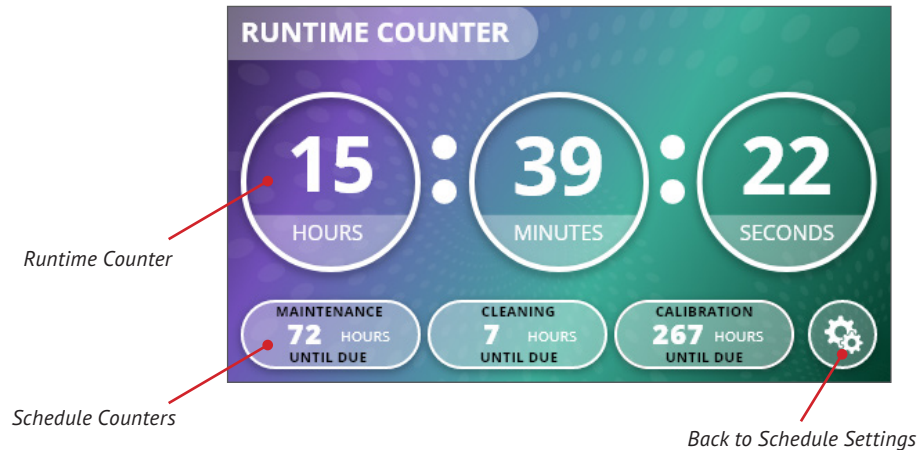 RUNTIME COUNTER
15 : 39 : 22
HOURS MINUTES SECONDS
Runtime Counter
MAINTENANCE CLEANING CALIBRATION
72 HOURS 7 HOURS 267 HOURS
UNTIL DUE UNTIL DUE UNTIL DUE
Schedule Counters
Back to Schedule Settings